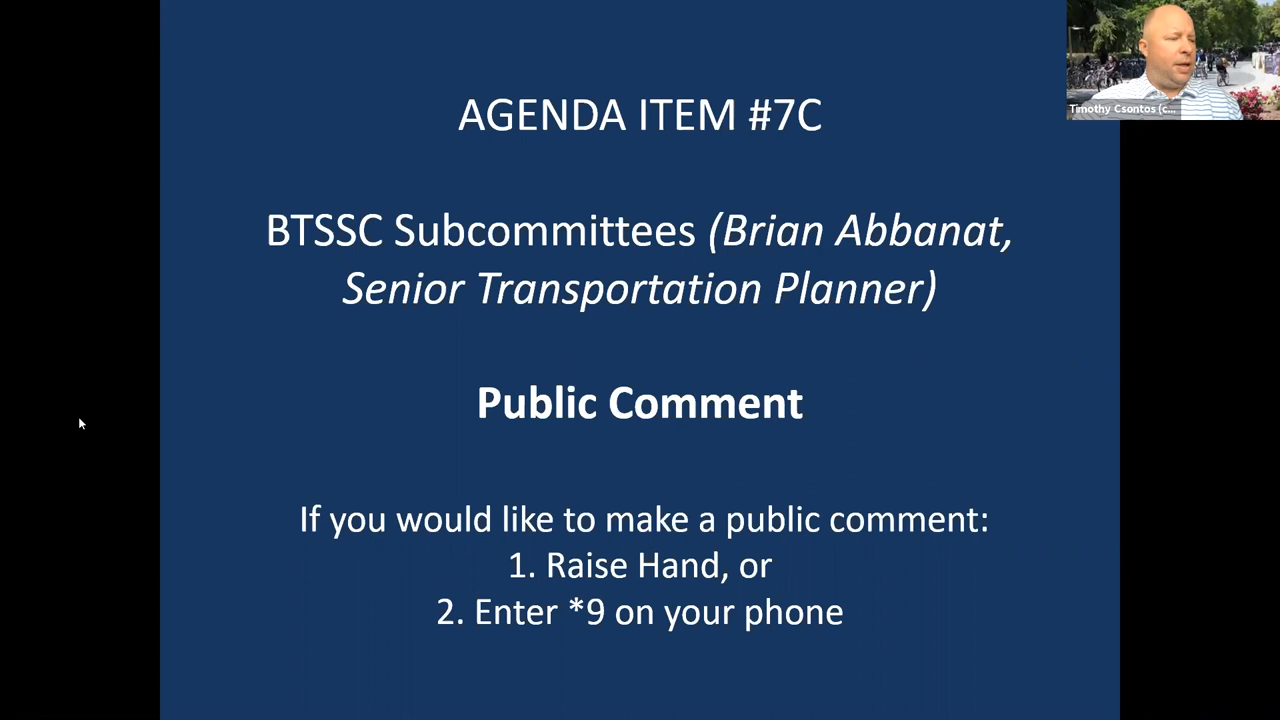 AGENDA ITEM #7C
BTSSC Subcommittees (Brian Abbanat,
Senior Transportation Planner)
Public Comment
If you would like to make a public comment:
1. Raise Hand, or
2. Enter *9 on your phone
Timothy Csontos (c...